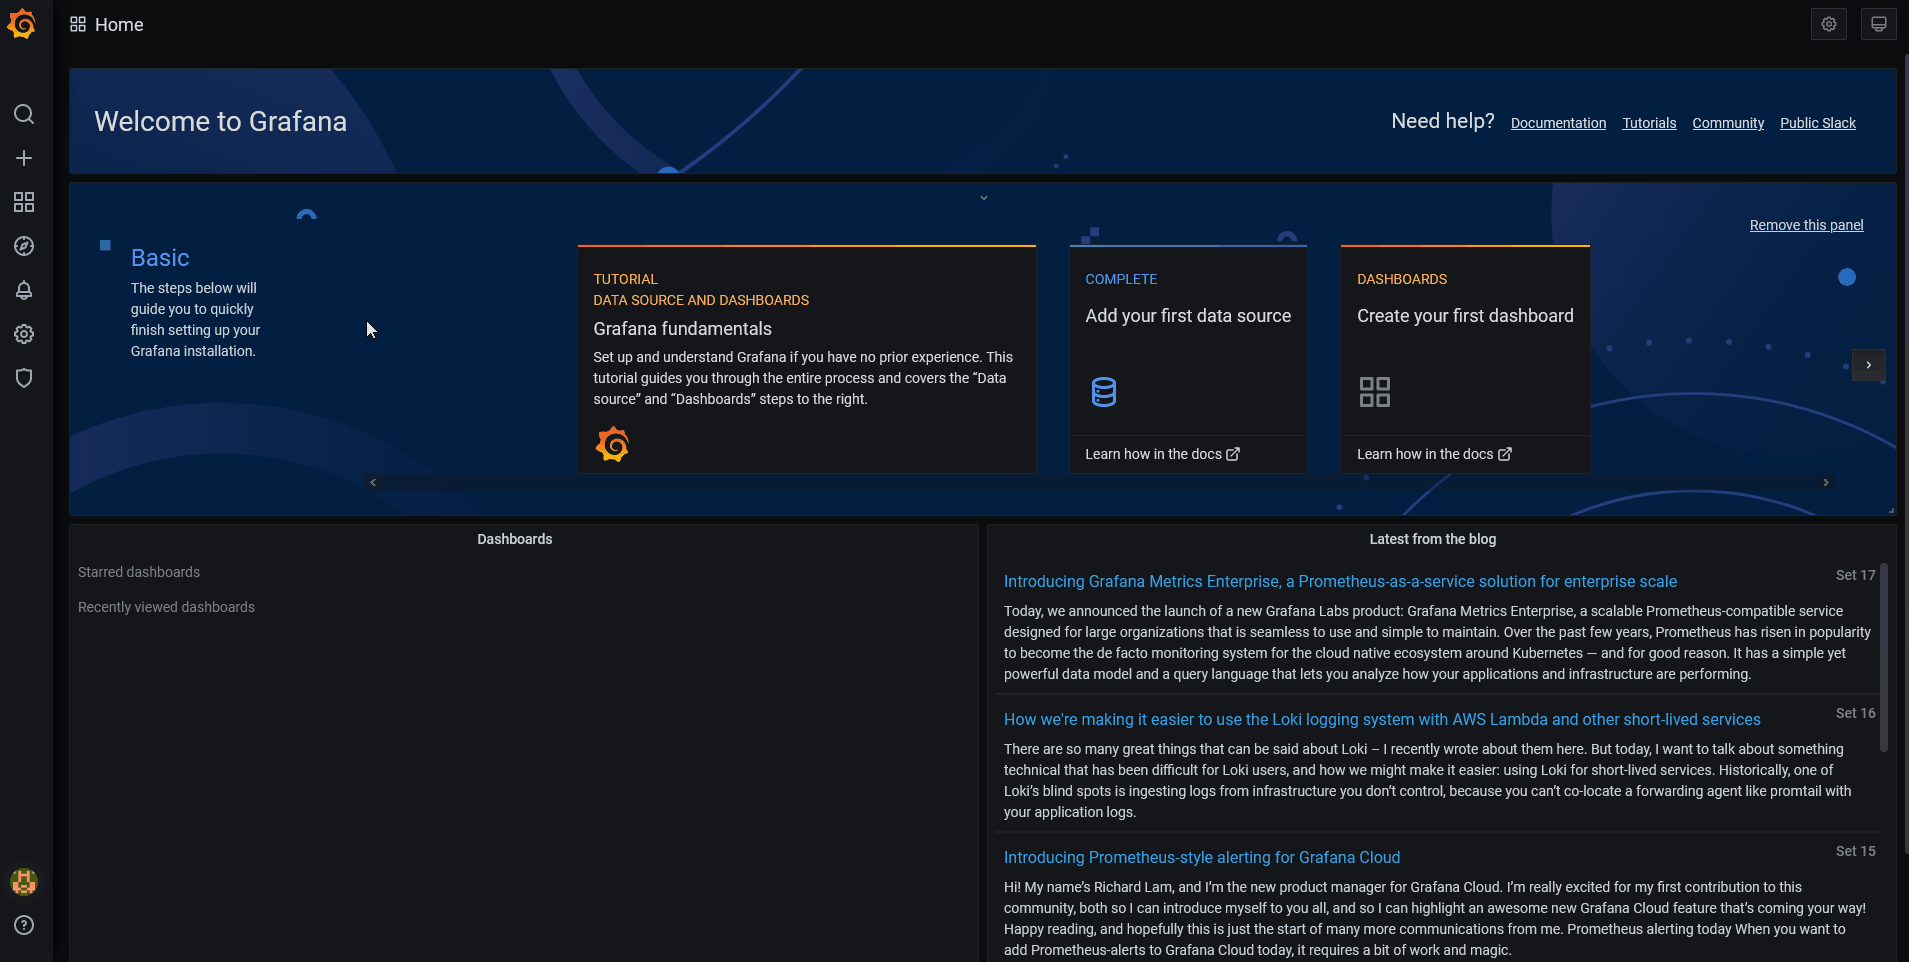 Home
Welcome to Grafana
Need help?
Documentation
Tutorials
Community
Public Slack
Remove this panel
Basic
The steps below will
guide you to quickly
finish setting up your
Grafana installation.
TUTORIAL
DATA SOURCE AND DASHBOARDS
Grafana fundamentals
Set up and understand Grafana if you have no prior experience. This
tutorial guides you through the entire process and covers the “Data
source” and “Dashboards” steps to the right.
COMPLETE
Add your first data source
Learn how in the docs
DASHBOARDS
Create your first dashboard
Learn how in the docs
Dashboards
Starred dashboards
Recently viewed dashboards
Latest from the blog
Introducing Grafana Metrics Enterprise, a Prometheus-as-a-service solution for enterprise scale
Set 17
Today, we announced the launch of a new Grafana Labs product: Grafana Metrics Enterprise, a scalable Prometheus-compatible service
designed for large organizations that is seamless to use and simple to maintain. Over the past few years, Prometheus has risen in popularity
to become the de facto monitoring system for the cloud native ecosystem around Kubernetes — and for good reason. It has a simple yet
powerful data model and a query language that lets you analyze how your applications and infrastructure are performing.
How we're making it easier to use the Loki logging system with AWS Lambda and other short-lived services
Set 16
There are so many great things that can be said about Loki – I recently wrote about them here. But today, I want to talk about something
technical that has been difficult for Loki users, and how we might make it easier: using Loki for short-lived services. Historically, one of
Loki’s blind spots is ingesting logs from infrastructure you don’t control, because you can’t co-locate a forwarding agent like promtail with
your application logs.
Introducing Prometheus-style alerting for Grafana Cloud
Set 15
Hi! My name’s Richard Lam, and I’m the new product manager for Grafana Cloud. I’m really excited for my first contribution to this
community, both so I can introduce myself to you all, and so I can highlight an awesome new Grafana Cloud feature that’s coming your way!
Happy reading, and hopefully this is just the start of many more communications from me. Prometheus alerting today When you want to
add Prometheus-alerts to Grafana Cloud today, it requires a bit of work and magic.